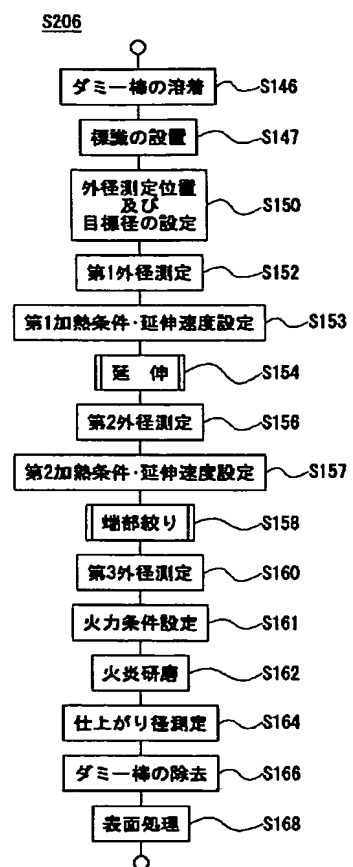 S206
ダミー棒の溶着 S146
標識の設置 S147
外径測定位置
及び
目標径の設定 S150
第1外径測定 S152
第1加熱条件・延伸速度設定 S153
延 伸 S154
第2外径測定 S156
第2加熱条件・延伸速度設定 S157
端部絞り S158
第3外径測定 S160
火力条件設定 S161
火炎研磨 S162
仕上がり径測定 S164
ダミー棒の除去 S166
表面処理 S168